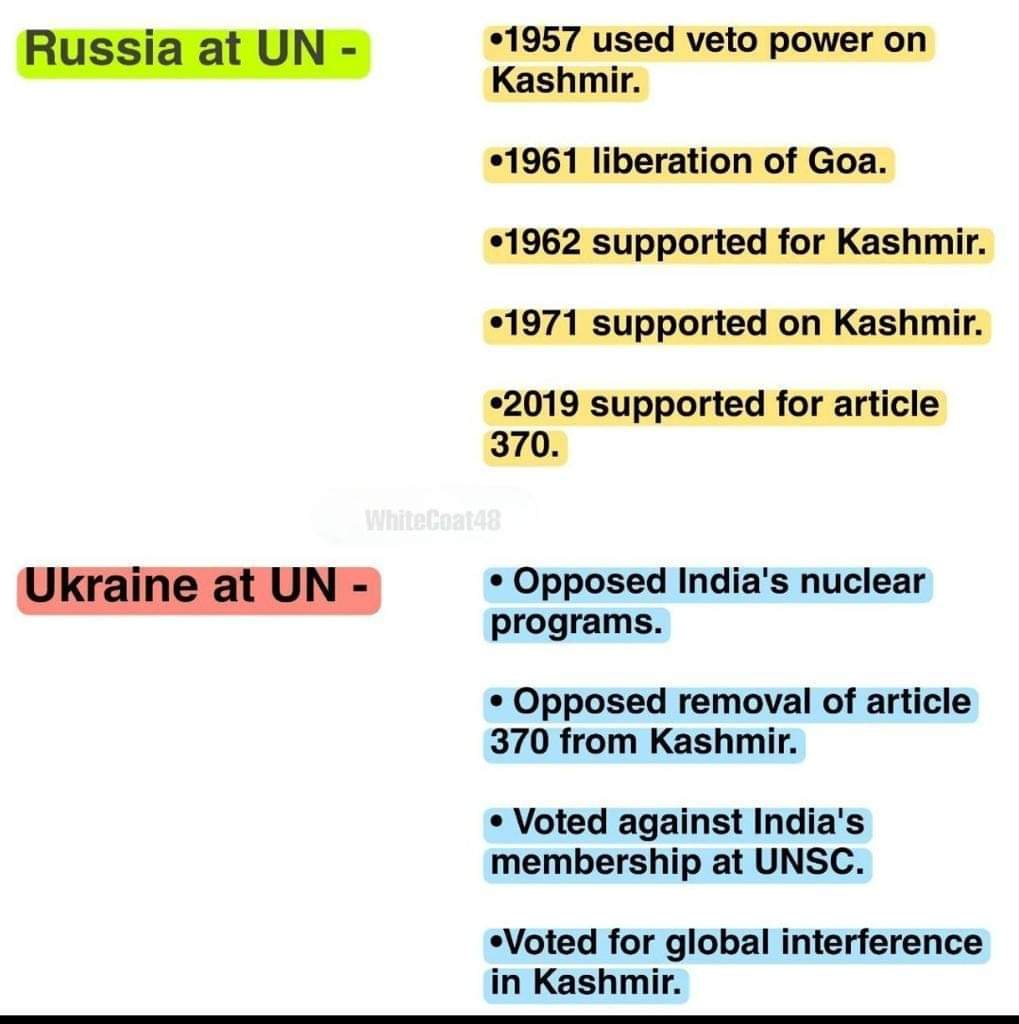 Russia at UN -
•1957 used veto power on
Kashmir.
•1961 liberation of Goa.
•1962 supported for Kashmir.
•1971 supported on Kashmir.
•2019 supported for article
370.
WhiteCoat48
Ukraine at UN -
• Opposed India's nuclear
programs.
• Opposed removal of article
370 from Kashmir.
• Voted against India's
membership at UNSC.
•Voted for global interference
in Kashmir.